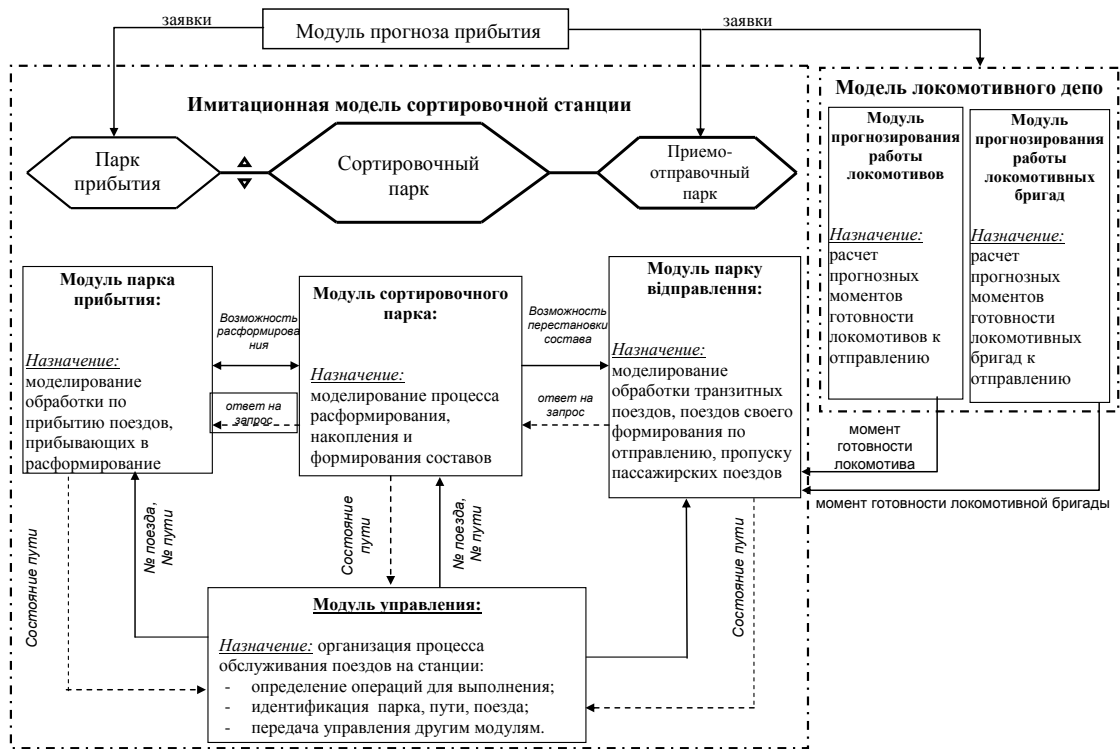 заявки
Модуль прогноза прибытия
заявки
Имитационная модель сортировочной станции
Парк
прибытия
Сортировочный
парк
Приемо-
отправочный
парк
Модель локомотивного депо
Модуль
прогнозирования
работы
локомотивов
Назначение:
расчет
прогнозных
моментов
готовности
локомотивов к
отправлению
Модуль
прогнозирования
работы
локомотивных
бригад
Назначение:
расчет
прогнозных
моментов
готовности
локомотивных
бригад к
отправлению
Модуль парка
прибытия:
Назначение:
моделирование
обработки по
прибытию поездов,
прибывающих в
расформирование
Возможность
расформирова
ния
ответ на
запрос
Модуль сортировочного
парка:
Назначение:
моделирование процесса
расформирования,
накопления и
формирования составов
Возможность
перестановки
состава
ответ на
запрос
Модуль парку
відправлення:
Назначение:
моделирование
обработки транзитных
поездов, поездов своего
формирования по
отправлению, пропуску
пассажирских поездов
момент
готовности
локомотива
момент готовности локомотивной бригады
Состояние пути
№ поезда,
№ пути
Состояние
пути
№ поезда,
№ пути
Состояние пути
Модуль управления:
Назначение: организация процесса
обслуживания поездов на станции:
- определение операций для выполнения;
- идентификация парка, пути, поезда;
- передача управления другим модулям.